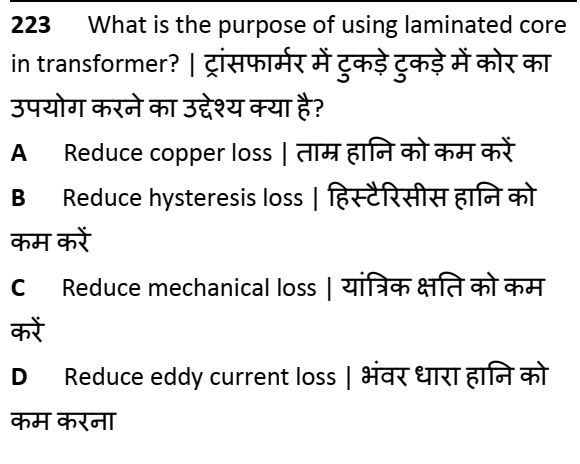 223 What is the purpose of using laminated core
in transformer? | ट्रांसफार्मर में टुकड़े टुकड़े में कोर का
उपयोग करने का उद्देश्य क्या है?
A Reduce copper loss | ताम्र हानि को कम करें
B Reduce hysteresis loss | हिस्टैरिसीस हानि को
कम करें
C Reduce mechanical loss | यांत्रिक क्षति को कम
करें
D Reduce eddy current loss | भंवर धारा हानि को
कम करना